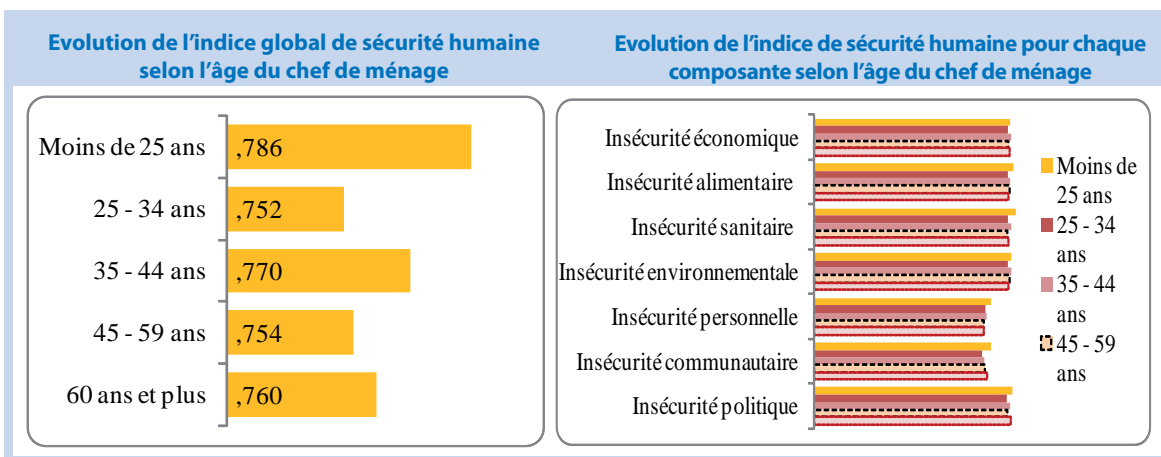 Evolution de l'indice global de sécurité humaine
selon l'âge du chef de ménage
Moins de 25 ans
,786
25 - 34 ans
,752
35 - 44 ans
,770
45 - 59 ans
,754
60 ans et plus
,760
Evolution de l'indice de sécurité humaine pour chaque
composante selon l'âge du chef de ménage
Insécurité économique
Insécurité alimentaire
Insécurité sanitaire
Insécurité environnementale
Insécurité personnelle
Insécurité communautaire
Insécurité politique
Moins de
25 ans
25 - 34
ans
35 - 44
ans
45 - 59
ans